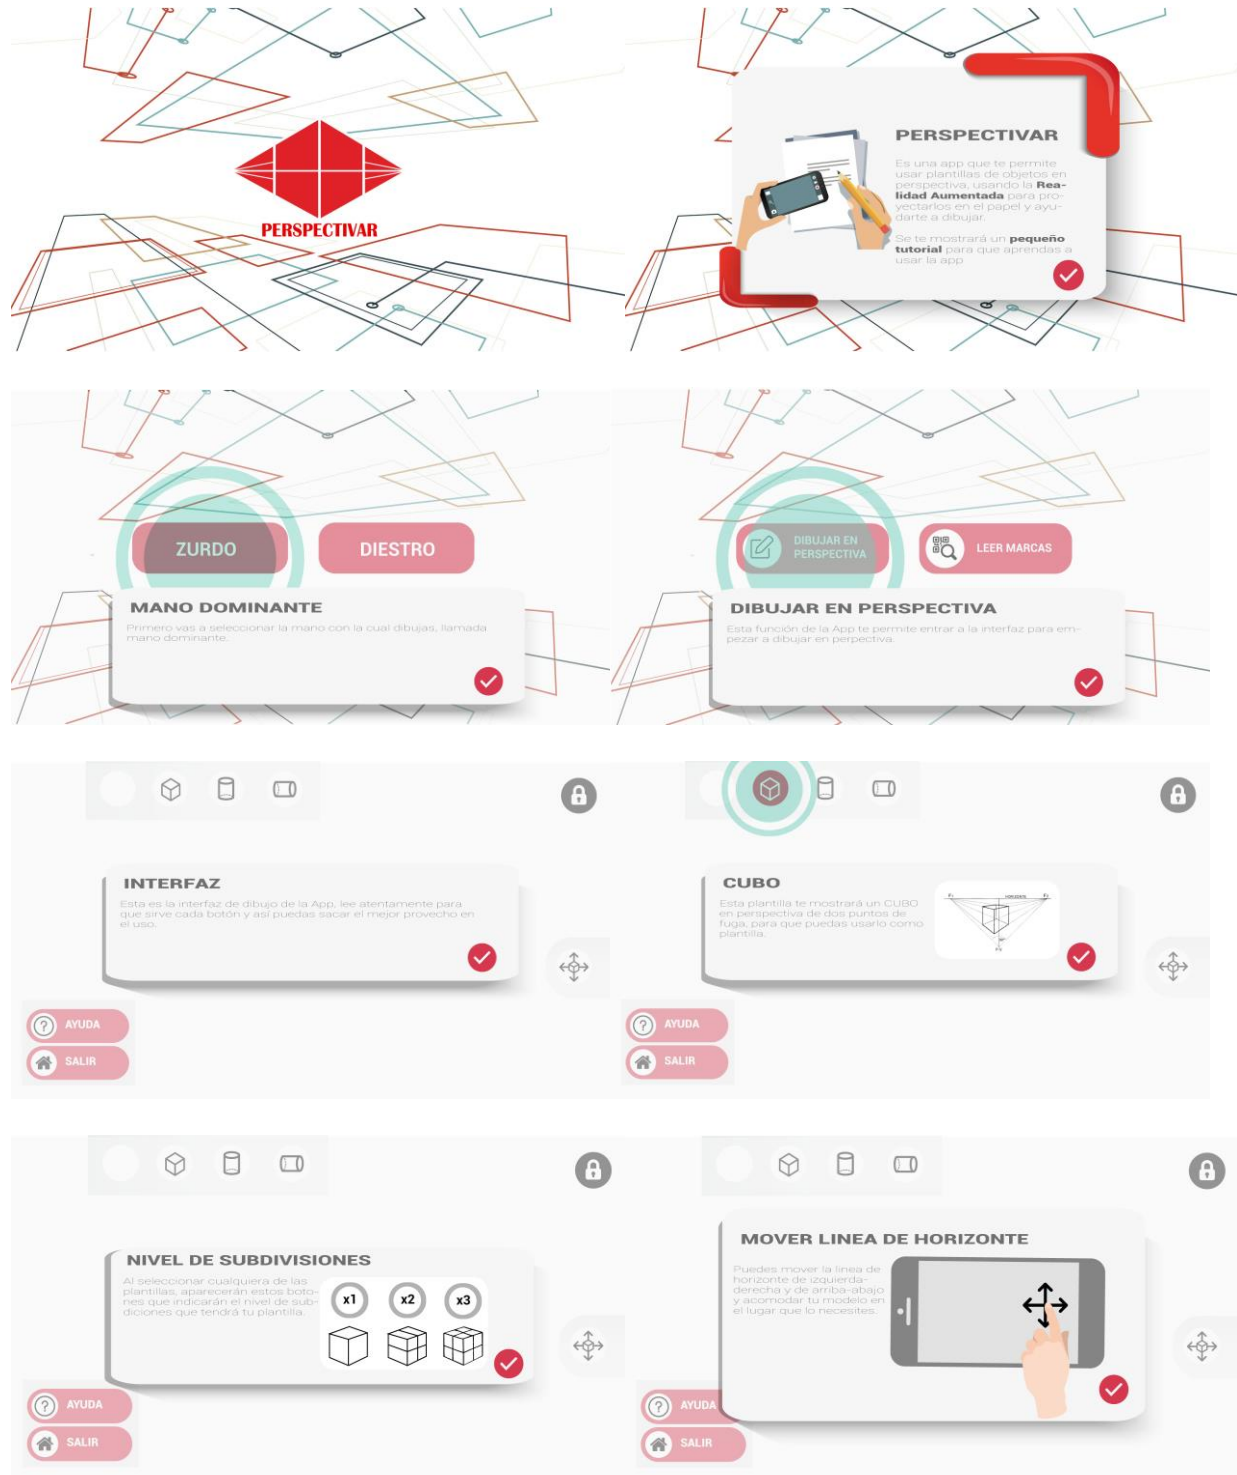 PERSPECTIVAR
PERSPECTIVAR
Es una app que te permite
usar plantillas de objetos en
perspectiva, usando la Rea-
lidad Aumentada para pro-
yectarlos en el papel y ayu-
darte a dibujar.
Se te mostrará un pequeño
tutorial para que aprendas a
usar la app
ZURDO
DIESTRO
MANO DOMINANTE
Primero vas a seleccionar la mano con la cual dibujas, llamada
mano dominante.
DIBUJAR EN
PERSPECTIVA
LEER MARCAS
DIBUJAR EN PERSPECTIVA
Esta función de la App te permite entrar a la interfaz para em-
pezar a dibujar en perpectiva.
INTERFAZ
Esta es la interfaz de dibujo de la App, lee atentamente para
que sirve cada botón y así puedas sacar el mejor provecho en
el uso.
AYUDA
SALIR
CUBO
Esta plantilla te mostrará un CUBO
en perspectiva de dos puntos de
fuga, para que puedas usarlo como
plantilla.
HORIZONTE
AYUDA
SALIR
NIVEL DE SUBDIVISIONES
Al seleccionar cualquiera de las
plantillas, aparecerán estos boto-
nes que indicarán el nivel de sub-
diciones que tendrá tu plantilla.
x1
x2
x3
AYUDA
SALIR
MOVER LINEA DE HORIZONTE
Puedes mover la linea de
horizonte de izquierda-
derecha y de arriba-abajo
y acomodar tu modelo en
el lugar que lo necesites.
AYUDA
SALIR